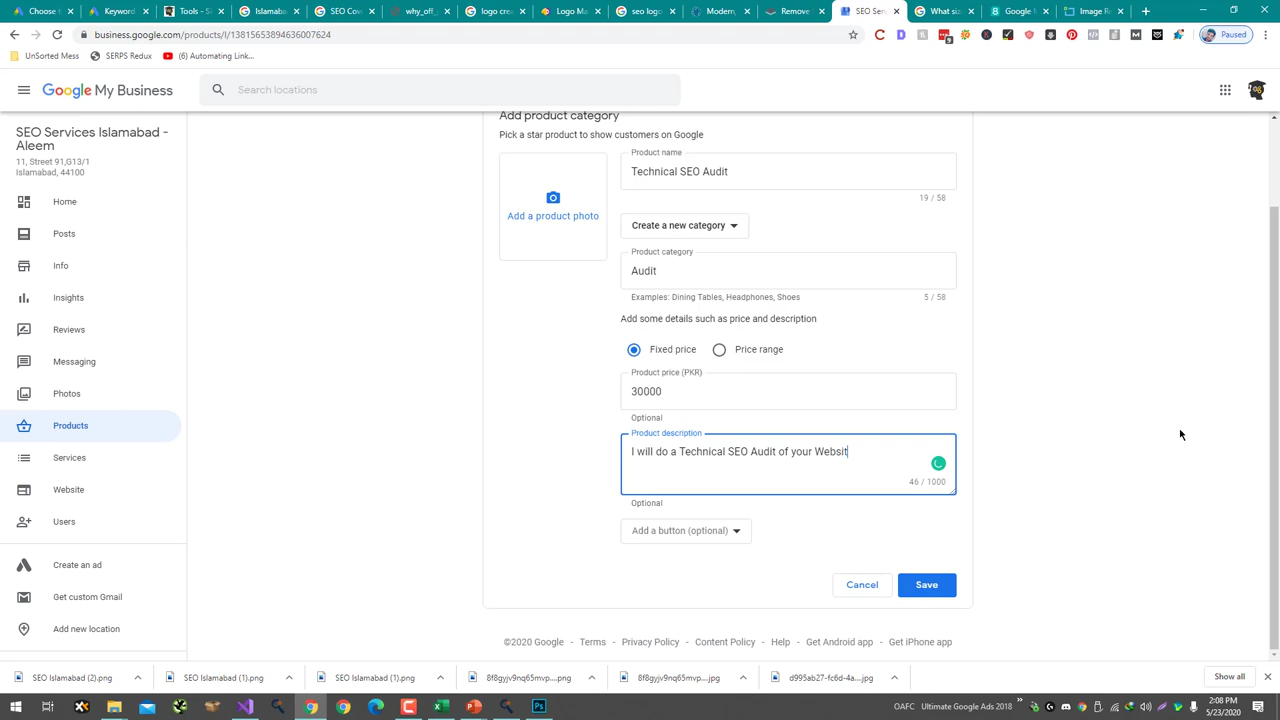 Choose t
Keyword
Tools - S
Islamaba
SEO Cov
why_off_
logo crea
Logo Ma
seo logo
Modern,
Remove
SEO Ser
What siz
Google
Image Re
business.google.com/products/l/13815653894636007624
Paused
UnSorted Mess
SERPS Redux
(6) Automating Link...
Google My Business
Search locations
SEO Services Islamabad -
Aleem
11, Street 91,G13/1
Islamabad, 44100
Home
Posts
Info
Insights
Reviews
Messaging
Photos
Products
Services
Website
Users
Create an ad
Get custom Gmail
Add new location
Add product category
Pick a star product to show customers on Google
Add a product photo
Product name
Technical SEO Audit
19 / 58
Create a new category
Product category
Audit
Examples: Dining Tables, Headphones, Shoes
5 / 58
Add some details such as price and description
Fixed price
Price range
Product price (PKR)
30000
Optional
Product description
I will do a Technical SEO Audit of your Websit
46 / 1000
Optional
Add a button (optional)
Cancel
Save
©2020 Google - Terms - Privacy Policy - Content Policy - Help - Get Android app - Get iPhone app
SEO Islamabad (2).png
SEO Islamabad (1).png
SEO Islamabad (1).png
8f8gyjv9nq65mvp....png
8f8gyjv9nq65mvp....jpg
d995ab27-fc6d-4a....jpg
Show all
OAFC
Ultimate Google Ads 2018
2:08 PM
5/23/2020